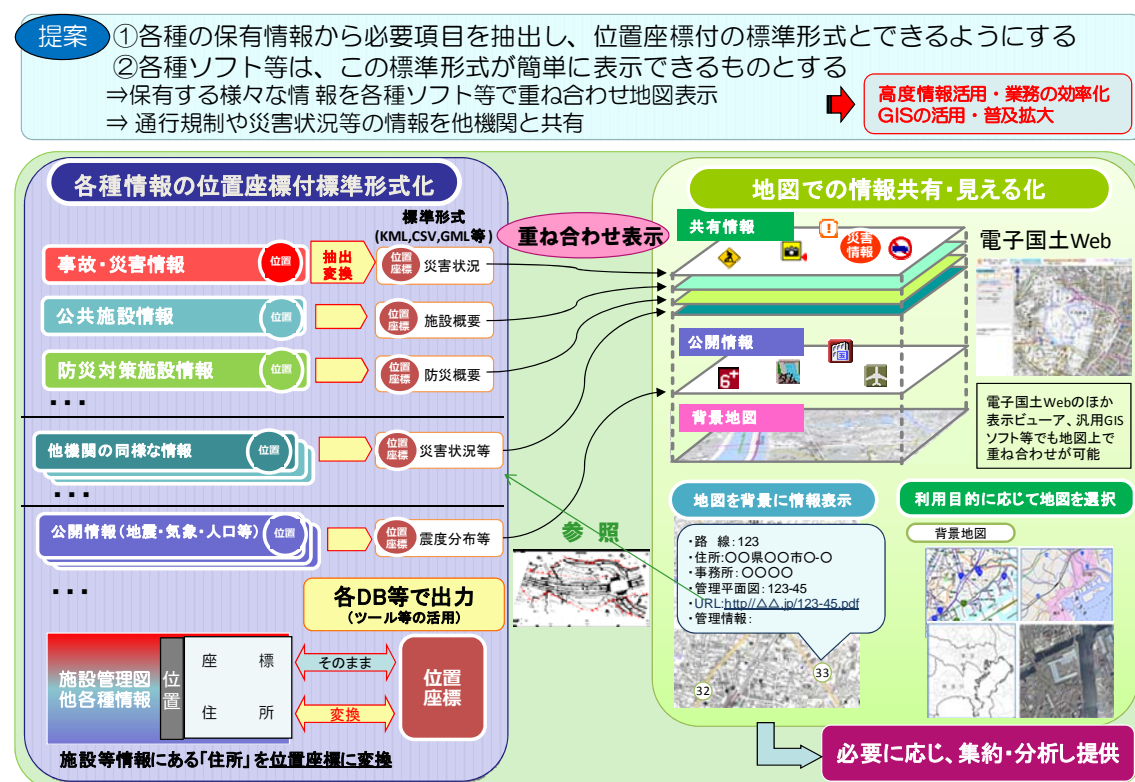 提案
①各種の保有情報から必要項目を抽出し、位置座標付の標準形式とできるようにする
②各種ソフト等は、この標準形式が簡単に表示できるものとする
⇒保有する様々な情 報を各種ソフト等で重ね合わせ地図表示
⇒ 通行規制や災害状況等の情報を他機関と共有
高度情報活用・業務の効率化
GISの活用・普及拡大
各種情報の位置座標付標準形式化
標準形式
(KML,CSV,GML等)
事故・災害情報
位置
抽出
変換
位置
座標
災害状況
公共施設情報
位置
位置
座標
施設概要
防災対策施設情報
位置
位置
座標
防災概要
・・・
他機関の同様な情報
位置
位置
座標
災害状況等
・・・
公開情報(地震・気象・人口等)
位置
位置
座標
震度分布等
・・・
各DB等で出力
(ツール等の活用)
施設管理図
他各種情報
位
置
座 標
住 所
そのまま
変換
位置
座標
施設等情報にある「住所」を位置座標に変換
重ね合わせ表示
参 照
地図での情報共有・見える化
共有情報
災害
情報
公開情報
6+
背景地図
電子国土Web
電子国土Webのほか
表示ビューア、汎用GIS
ソフト等でも地図上で
重ね合わせが可能
地図を背景に情報表示
・路 線:123
・住所:〇〇県〇〇市〇-〇
・事務所:〇〇〇〇
・管理平面図:123-45
・URL:http//△△.jp/123-45.pdf
・管理情報:
33
32
利用目的に応じて地図を選択
背景地図
必要に応じ、集約・分析し提供